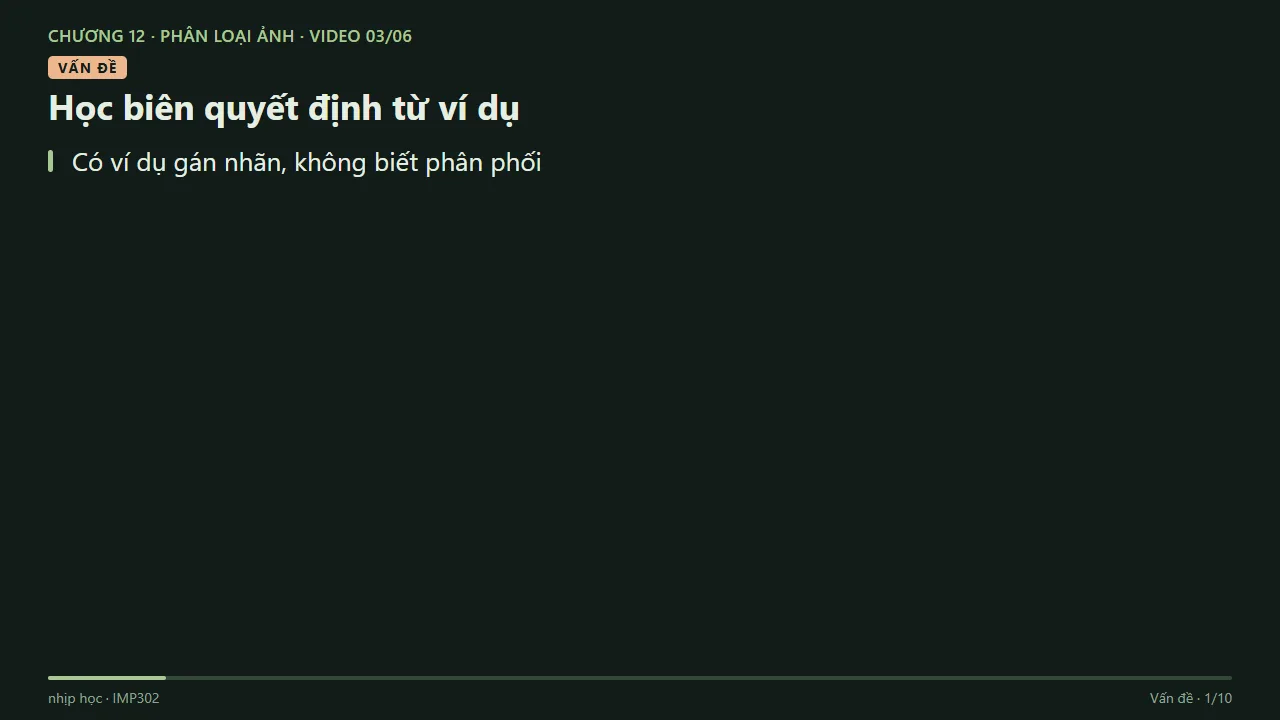 CHƯƠNG 12 · PHÂN LOẠI ẢNH · VIDEO 03/06
VẤN ĐỀ
Học biên quyết định từ ví dụ
Có ví dụ gán nhãn, không biết phân phối
nhịp học · IMP302
Vấn đề · 1/10